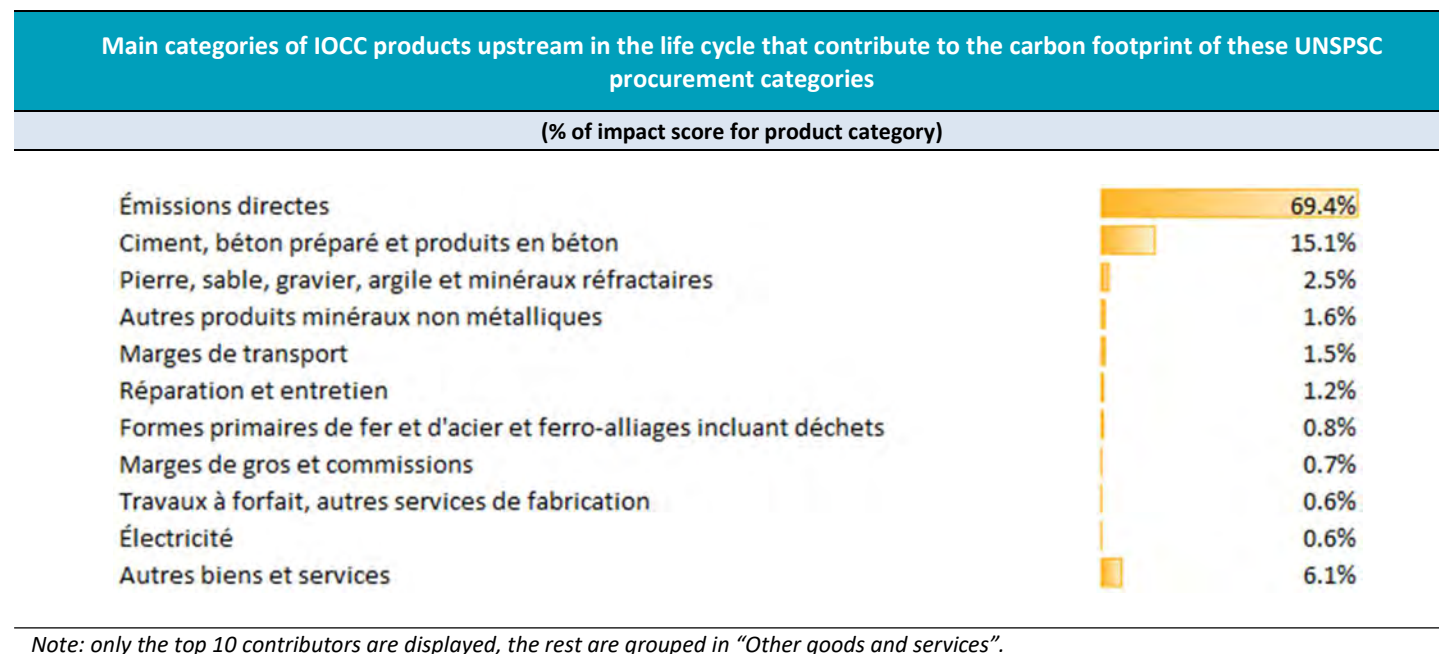 Main categories of IOCC products upstream in the life cycle that contribute to the carbon footprint of these UNSPSC
procurement categories
(% of impact score for product category)
Émissions directes 69.4%
Ciment, béton préparé et produits en béton 15.1%
Pierre, sable, gravier, argile et minéraux réfractaires 2.5%
Autres produits minéraux non métalliques 1.6%
Marges de transport 1.5%
Réparation et entretien 1.2%
Formes primaires de fer et d'acier et ferro-alliages incluant déchets 0.8%
Marges de gros et commissions 0.7%
Travaux à forfait, autres services de fabrication 0.6%
Électricité 0.6%
Autres biens et services 6.1%
Note: only the top 10 contributors are displayed, the rest are grouped in “Other goods and services”.